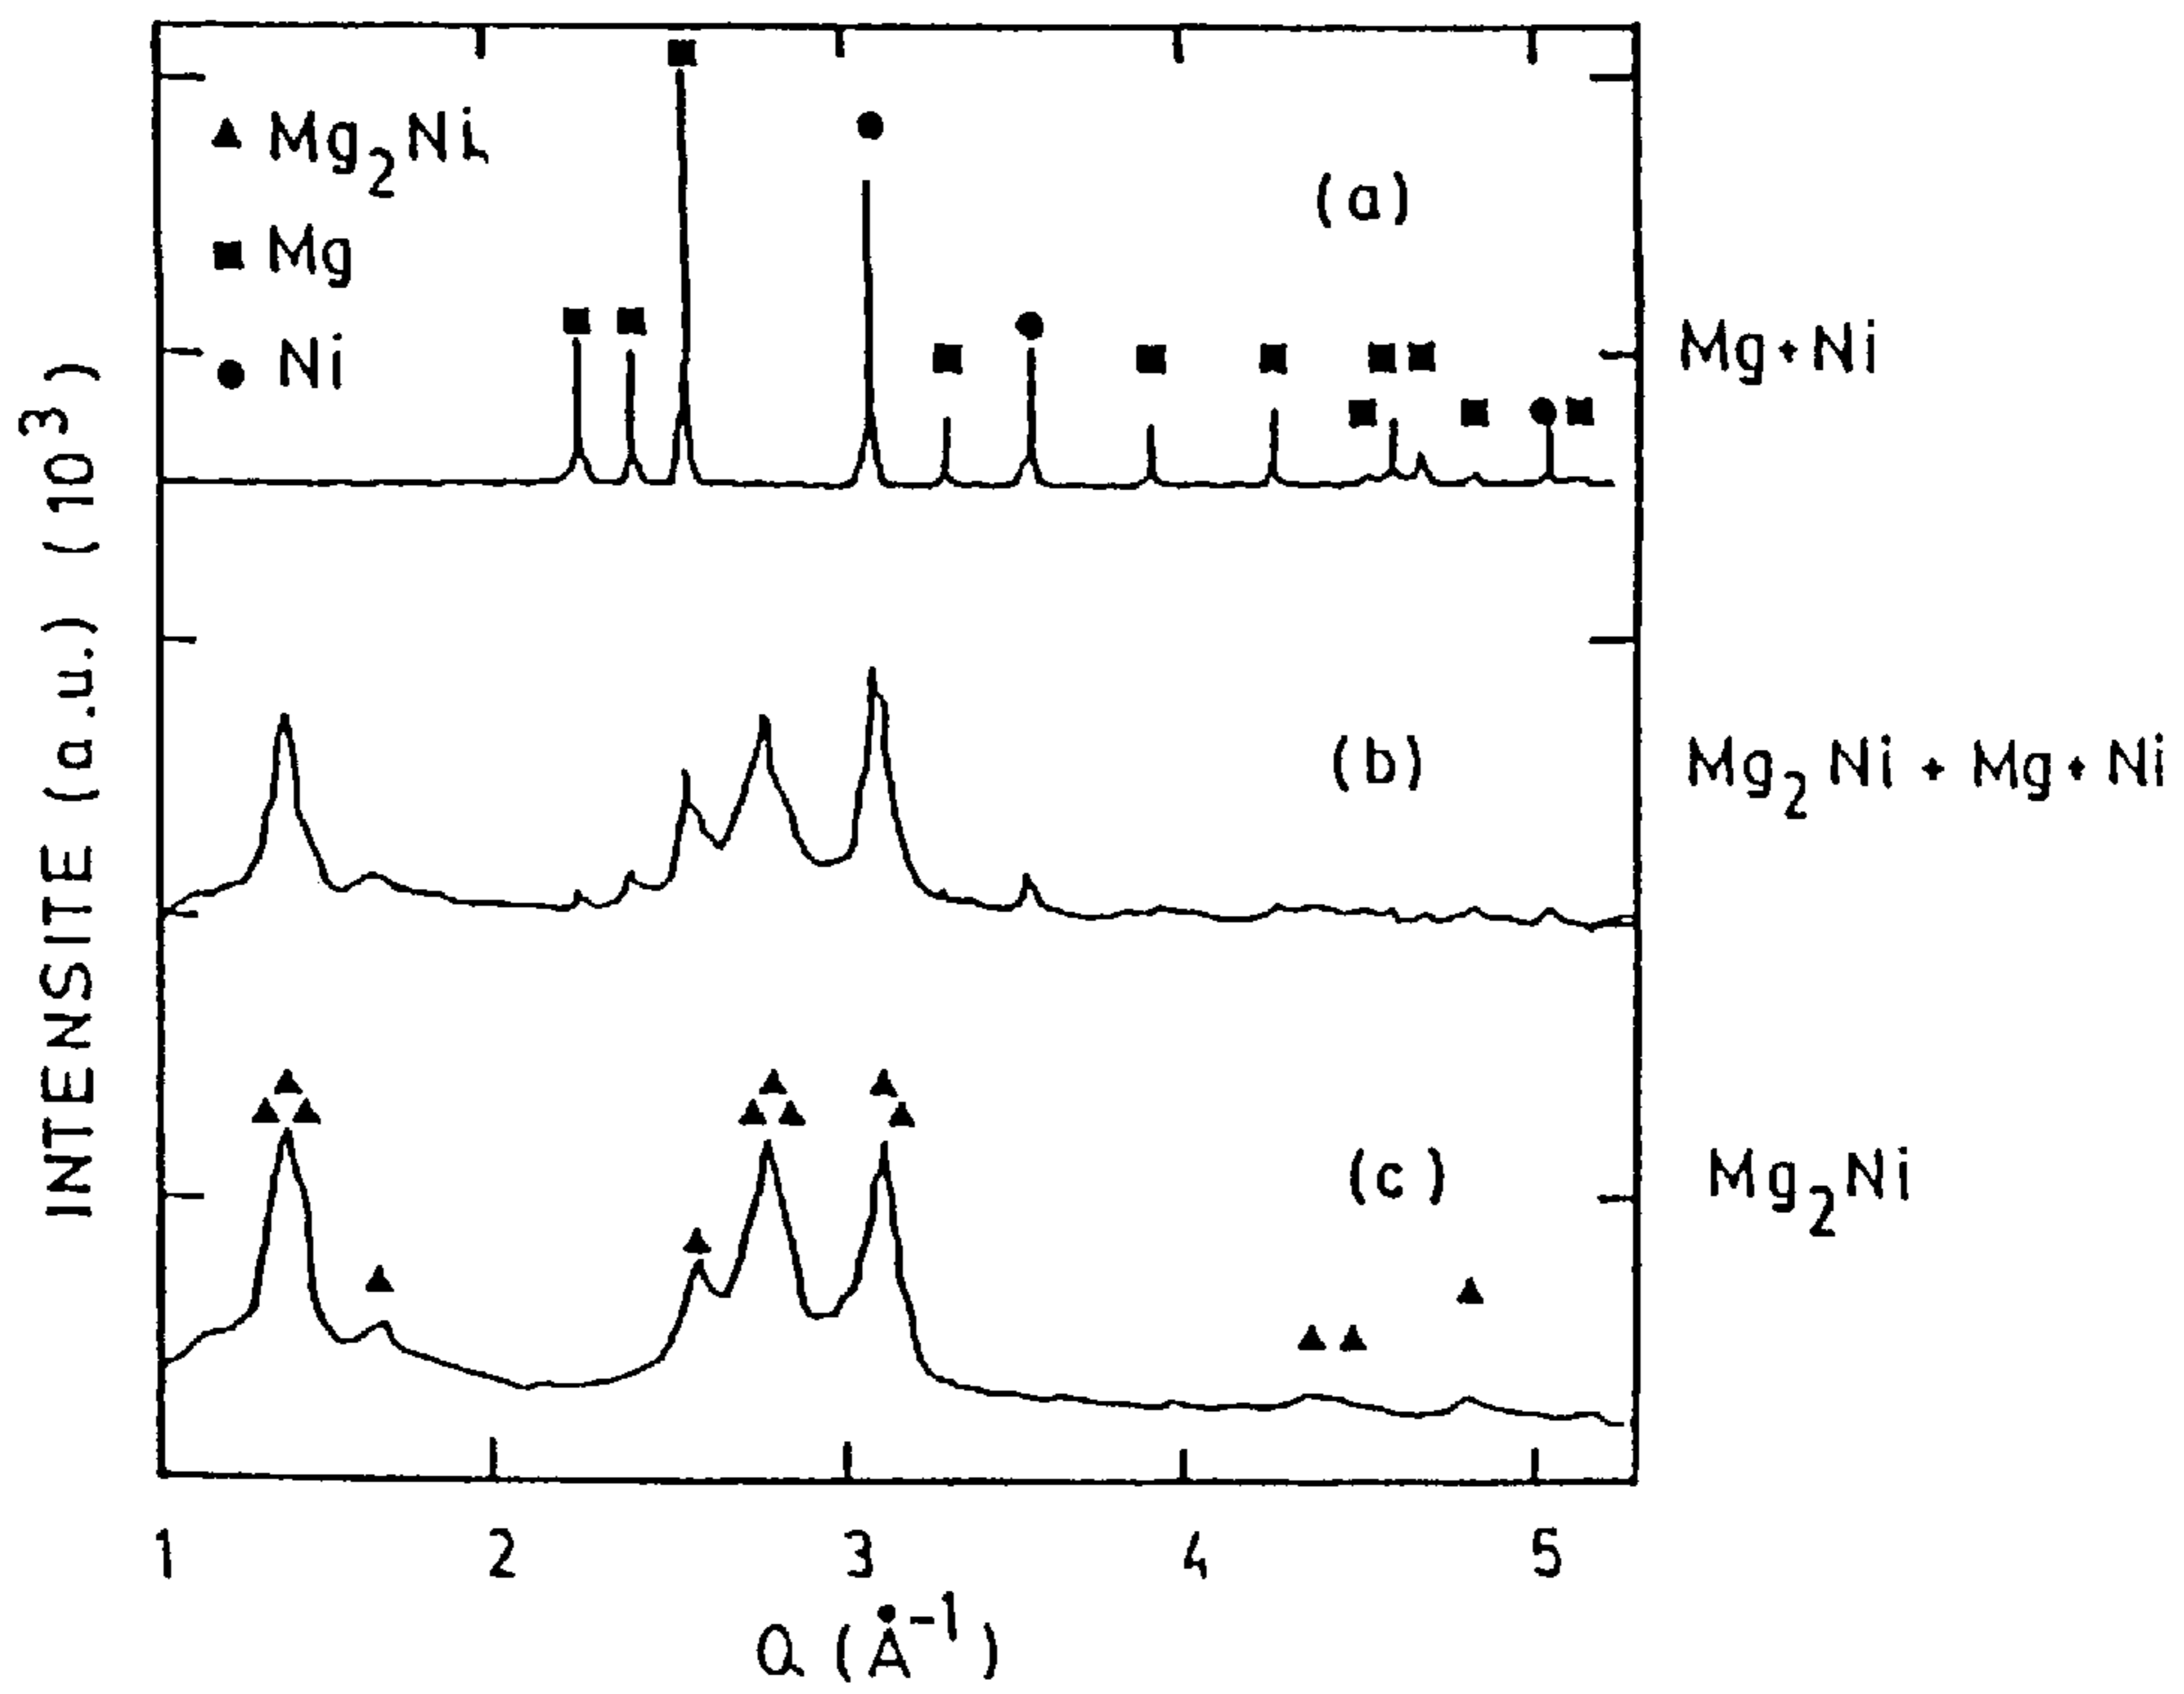 ▲ Mg₂Ni
■ Mg
● Ni
(a)
Mg+Ni
(b)
Mg₂Ni + Mg+Ni
(c)
Mg₂Ni
INTENSITE (a.u.) (10³)
1 2 3 4 5
Q (Å⁻¹)